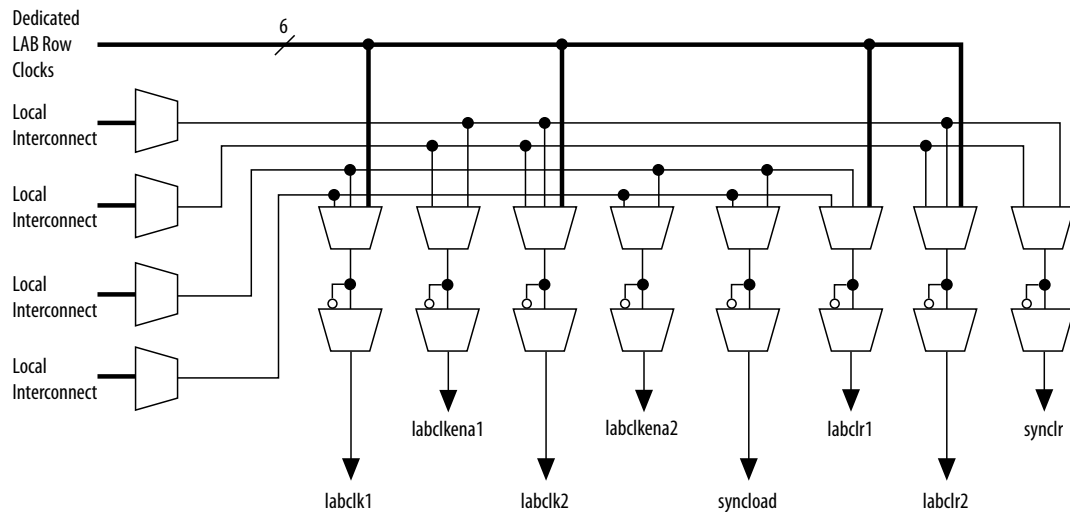 Dedicated
LAB Row
Clocks
6
Local
Interconnect
Local
Interconnect
Local
Interconnect
Local
Interconnect
labclkena1
labclkena2
labclr1
synclr
labclk1
labclk2
syncload
labclr2